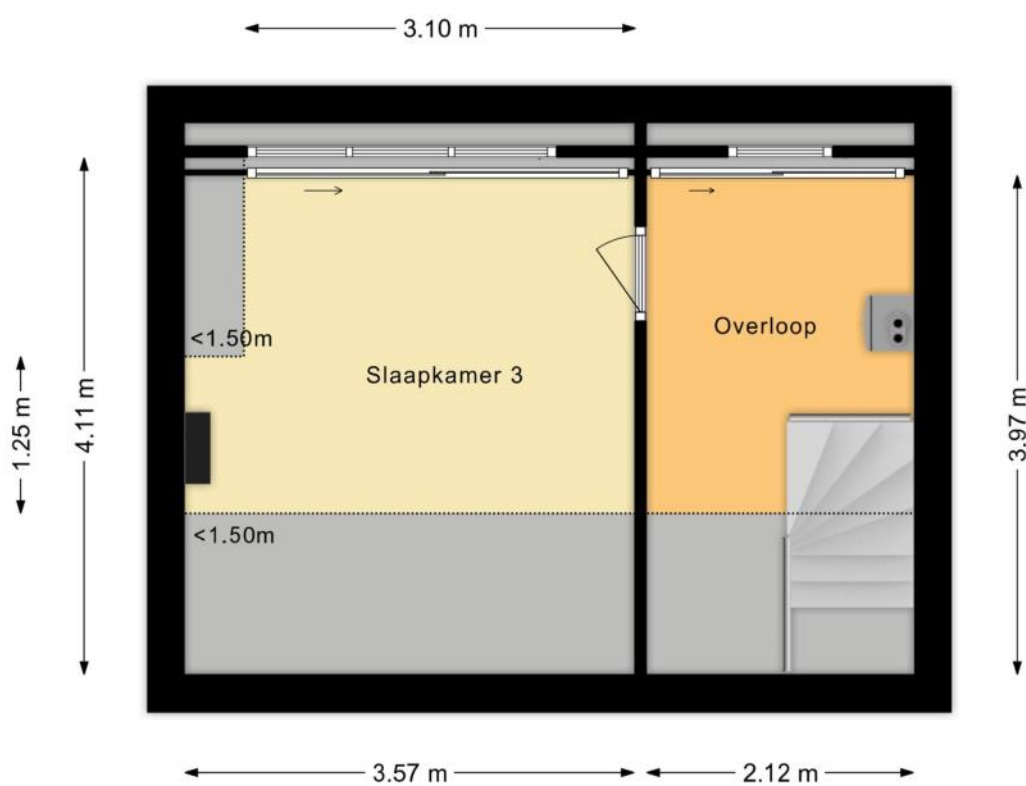 3.10 m
<1.50m
Overloop
Slaapkamer 3
1.25 m
4.11 m
3.97 m
<1.50m
3.57 m
2.12 m